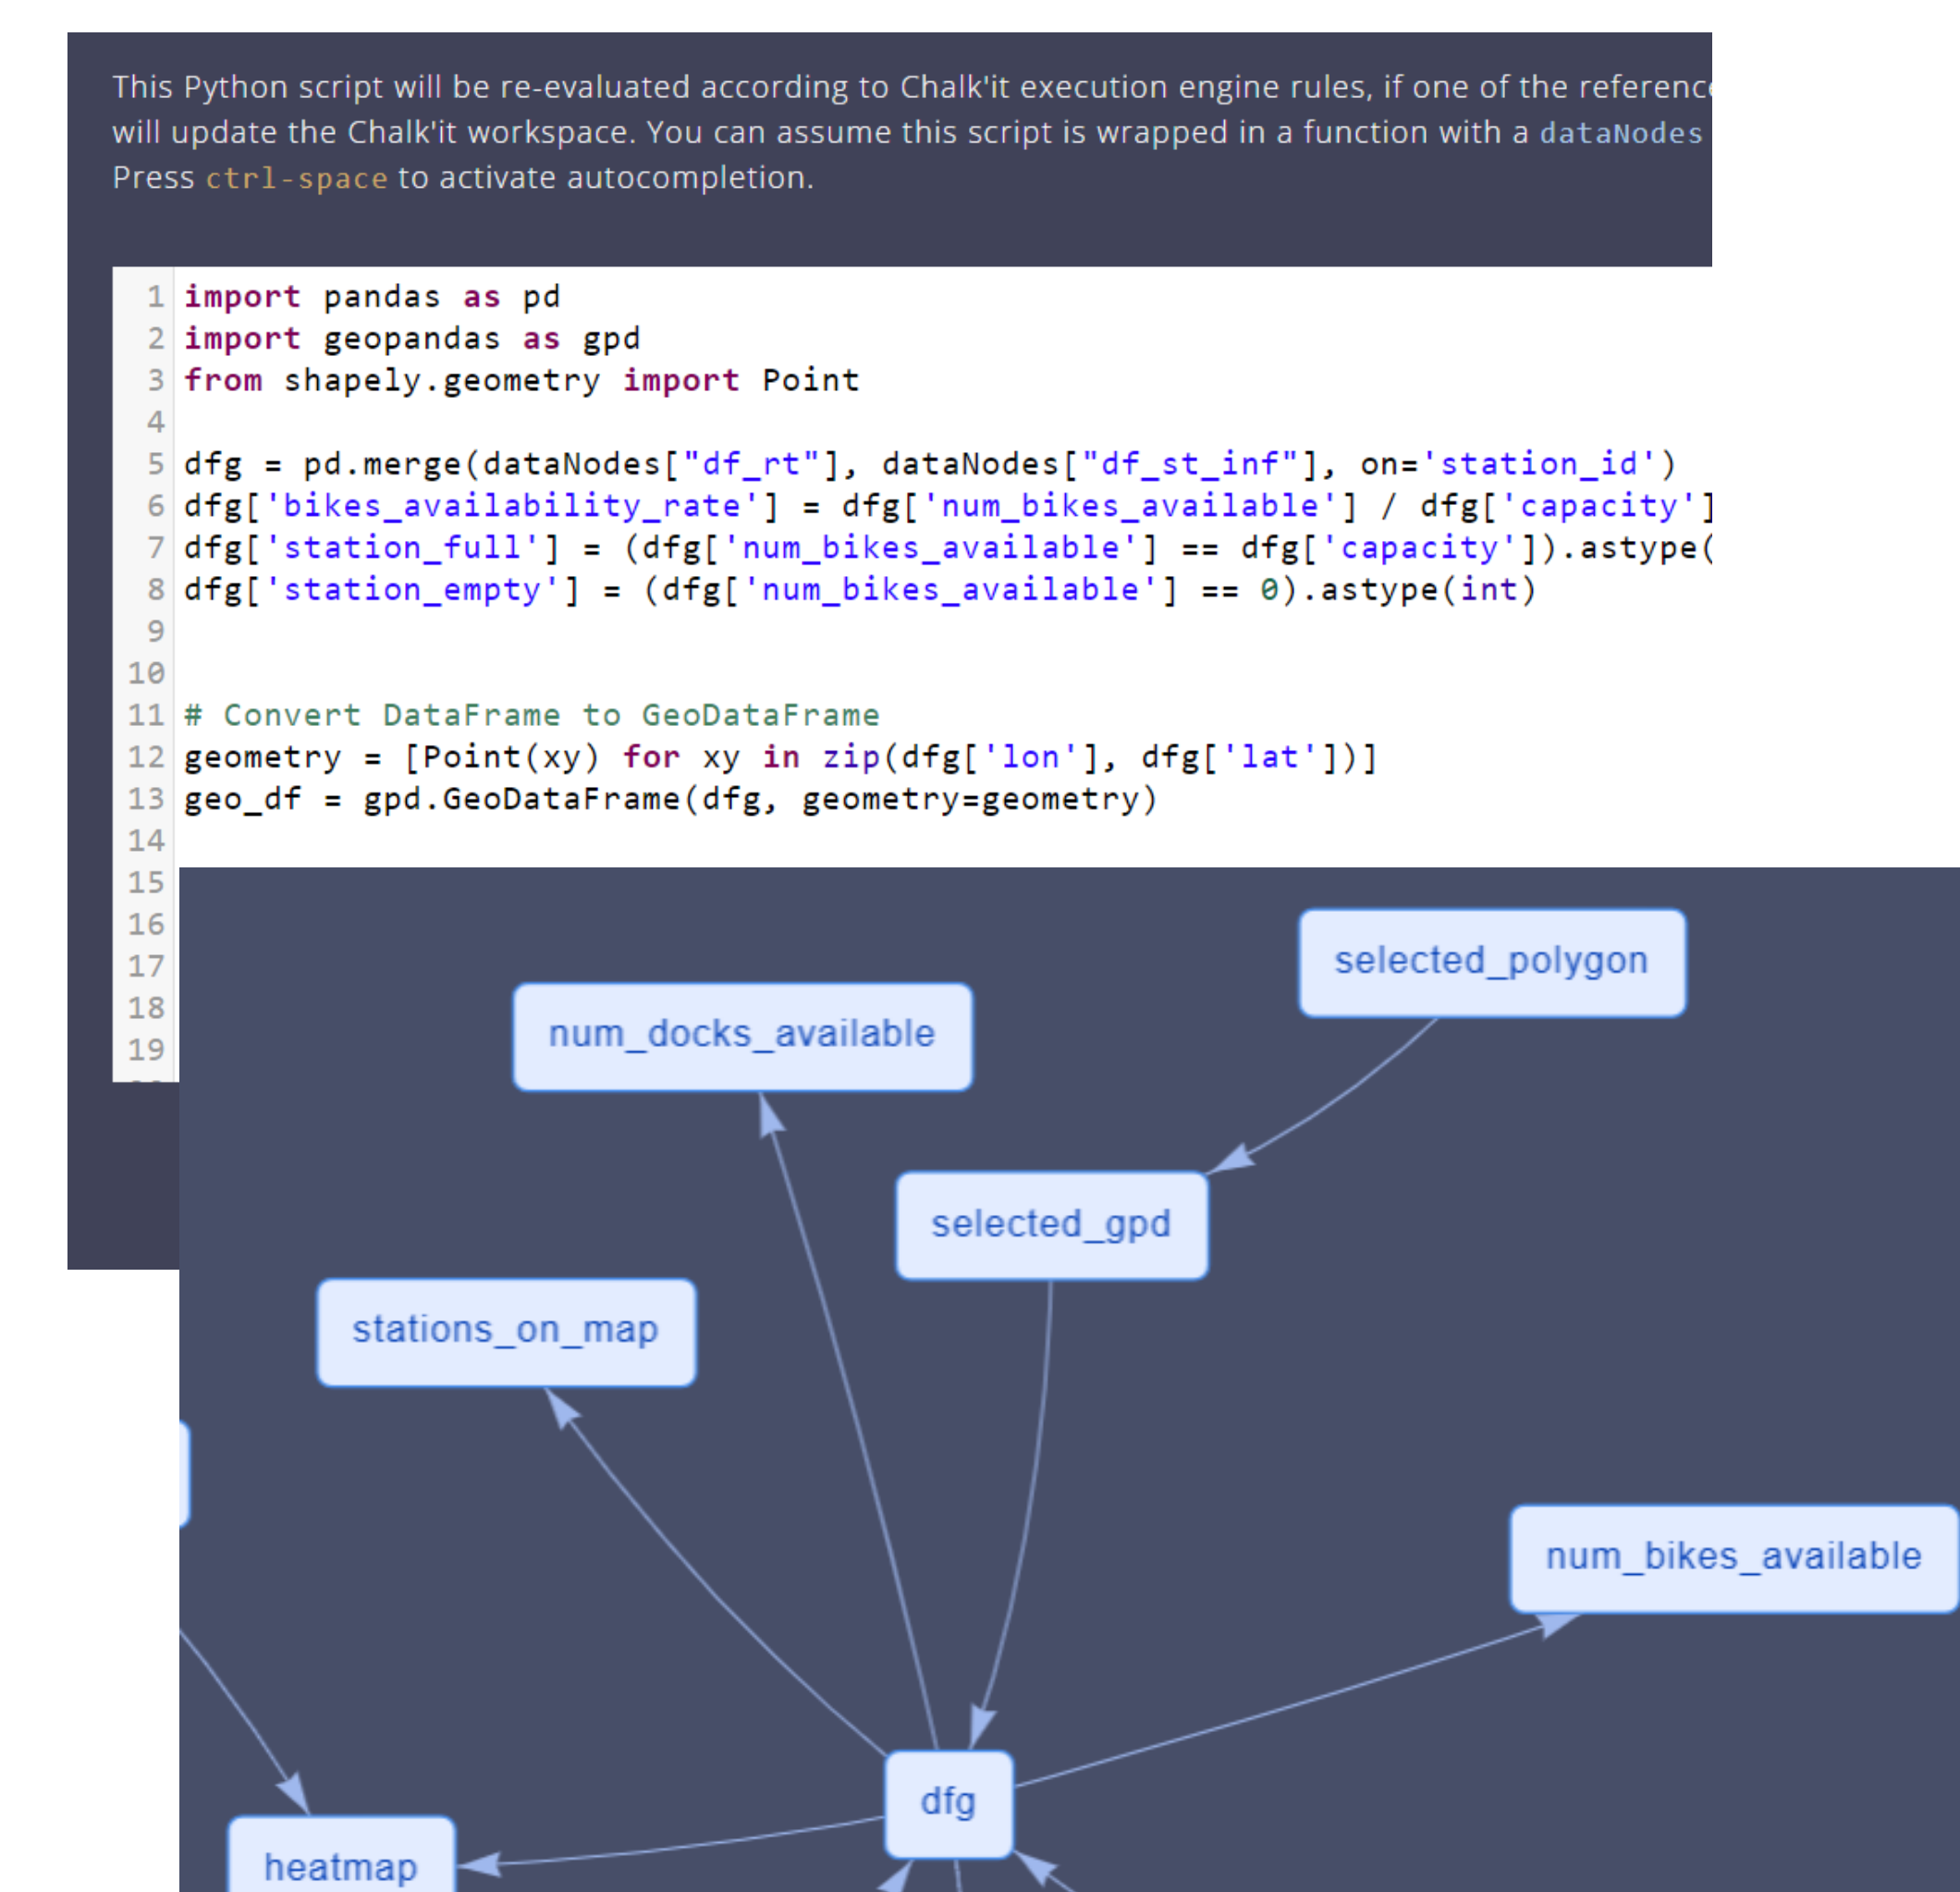 This Python script will be re-evaluated according to Chalk'it execution engine rules, if one of the
will update the Chalk'it workspace. You can assume this script is wrapped in a function with a dataNodes
Press ctrl-space to activate autocompletion.
1 import pandas as pd
2 import geopandas as gpd
3 from shapely.geometry import Point
4
5 dfg = pd.merge(dataNodes["df_rt"], dataNodes["df_st_inf"], on='station_id')
6 dfg['bikes_availability_rate'] = dfg['num_bikes_available'] / dfg['capacity']
7 dfg['station_full'] = (dfg['num_bikes_available'] == dfg['capacity']).astype(
8 dfg['station_empty'] = (dfg['num_bikes_available'] == 0).astype(int)
9
10
11 # Convert DataFrame to GeoDataFrame
12 geometry = [Point(xy) for xy in zip(dfg['lon'], dfg['lat'])]
13 geo_df = gpd.GeoDataFrame(dfg, geometry=geometry)
14
15
16
17
18
19
selected_polygon
num_docks_available
selected_gpd
stations_on_map
num_bikes_available
dfg
heatmap